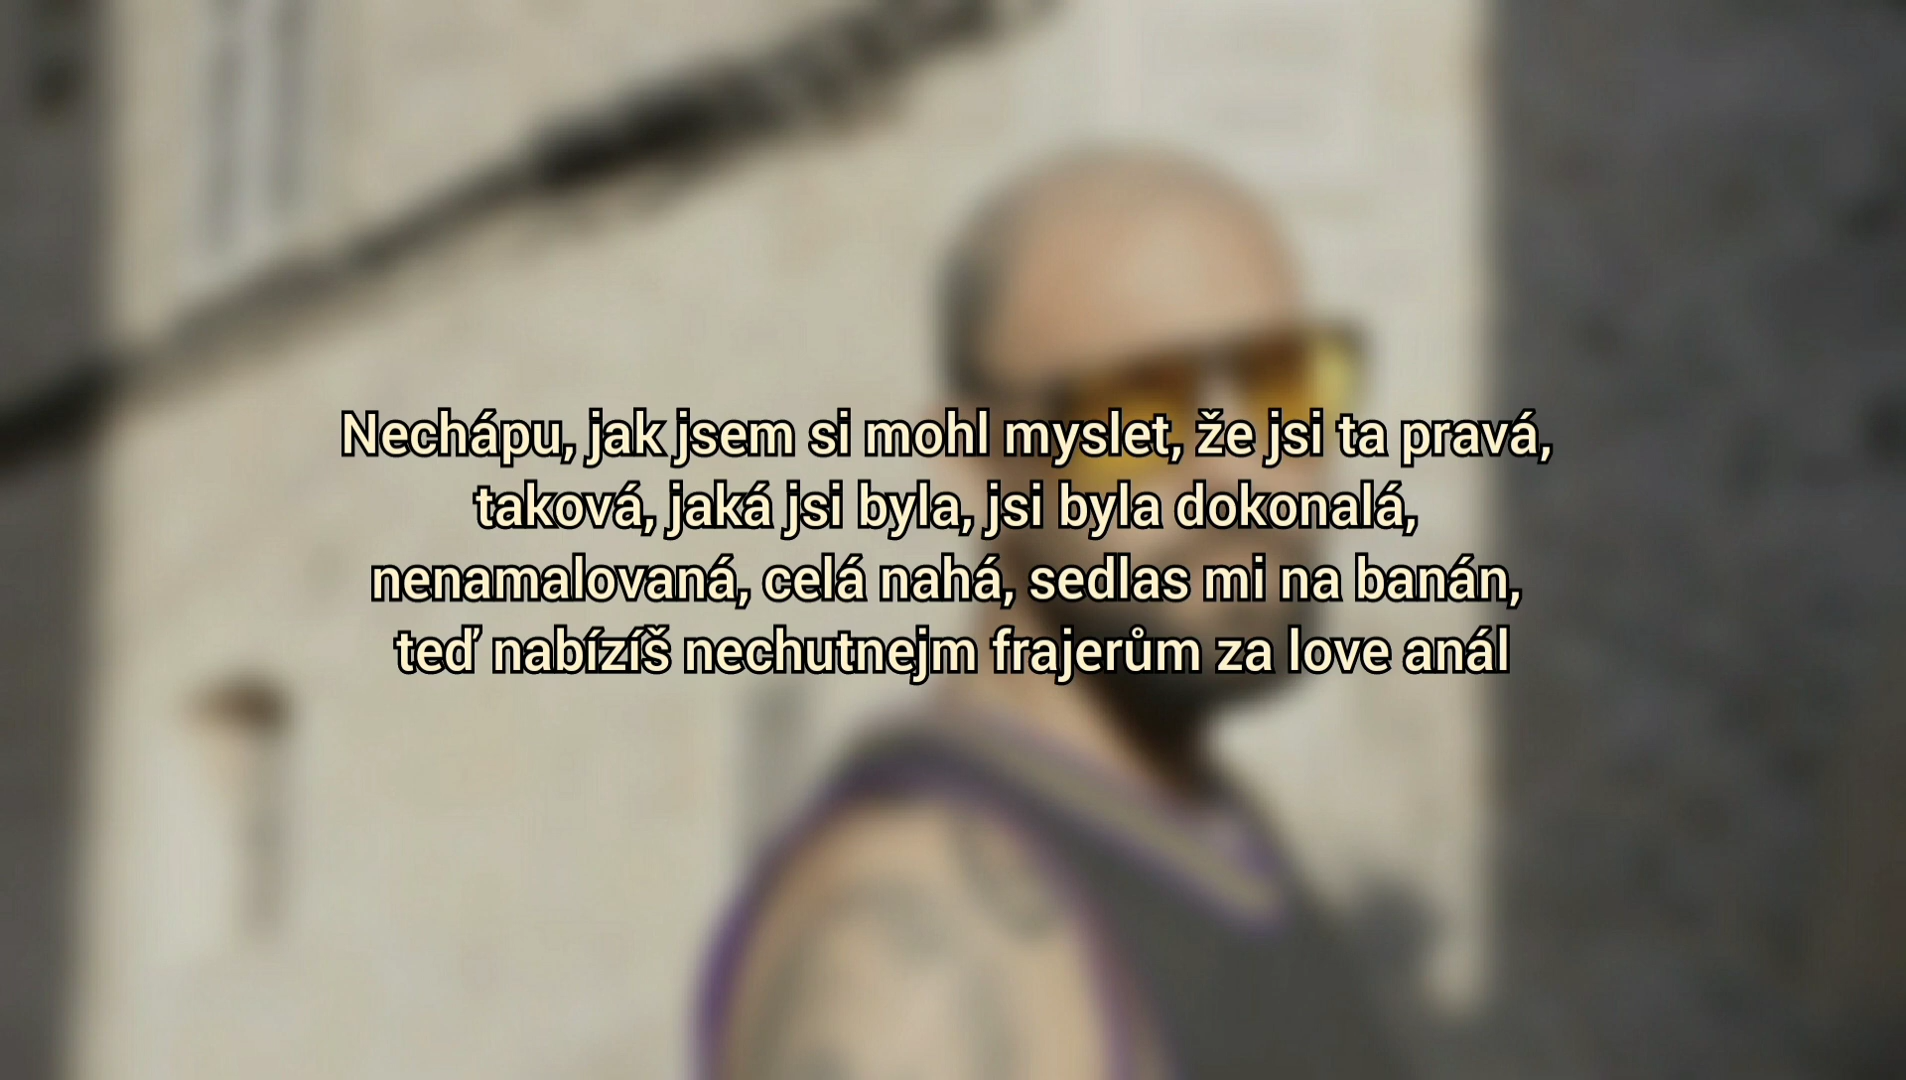 Nechápu, jak jsem si mohl myslet, že jsi ta pravá,
taková, jaká jsi byla, jsi byla dokonalá,
nenamalovaná, celá nahá, sedlas mi na banán,
teď nabízíš nechutnejm frajerům za love anál